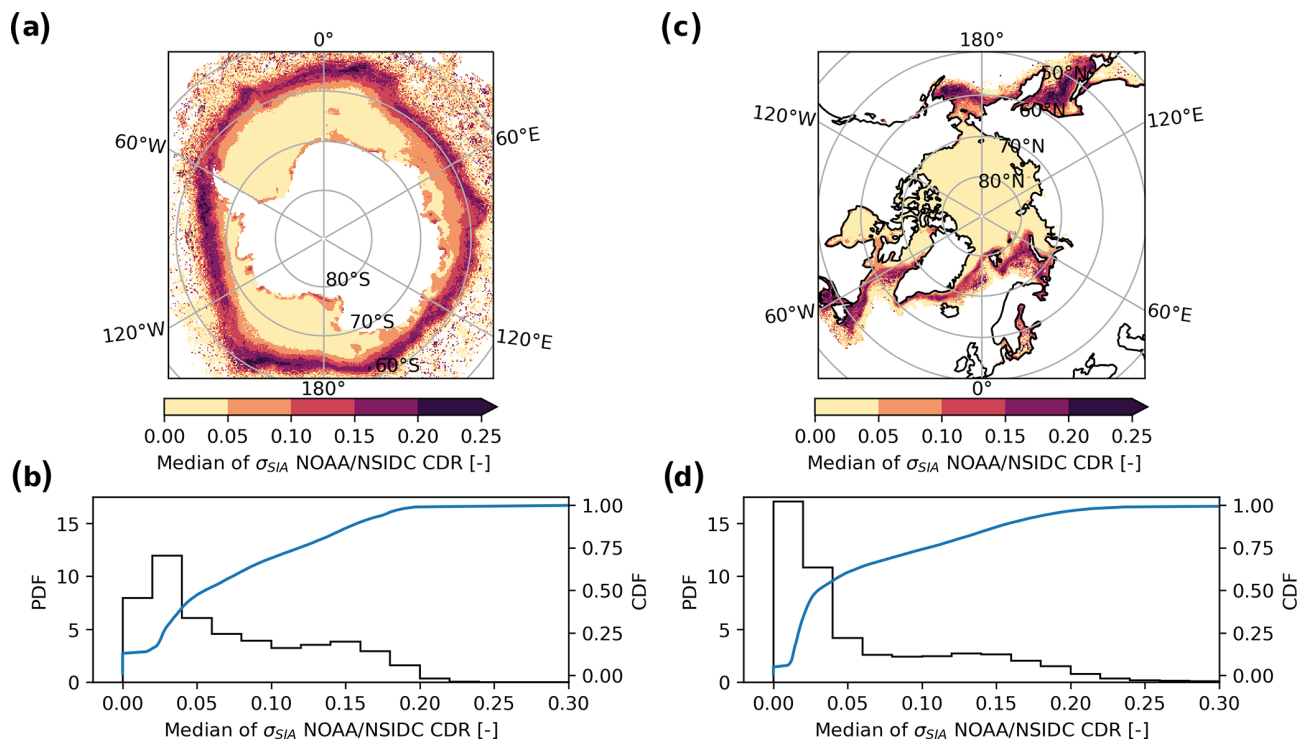 (a)
0°
60°W
60°E
80°S
70°S
60°S
120°W
120°E
180°
0.00 0.05 0.10 0.15 0.20 0.25
Median of σSIA NOAA/NSIDC CDR [-]
(c)
180°
50°N
120°W
60°N
120°E
70°N
80°N
60°W
60°E
0°
0.00 0.05 0.10 0.15 0.20 0.25
Median of σSIA NOAA/NSIDC CDR [-]
(b)
PDF
15
10
5
0
1.00
0.75
0.50
0.25
0.00
CDF
0.00 0.05 0.10 0.15 0.20 0.25 0.30
Median of σSIA NOAA/NSIDC CDR [-]
(d)
PDF
15
10
5
0
1.00
0.75
0.50
0.25
0.00
CDF
0.00 0.05 0.10 0.15 0.20 0.25 0.30
Median of σSIA NOAA/NSIDC CDR [-]